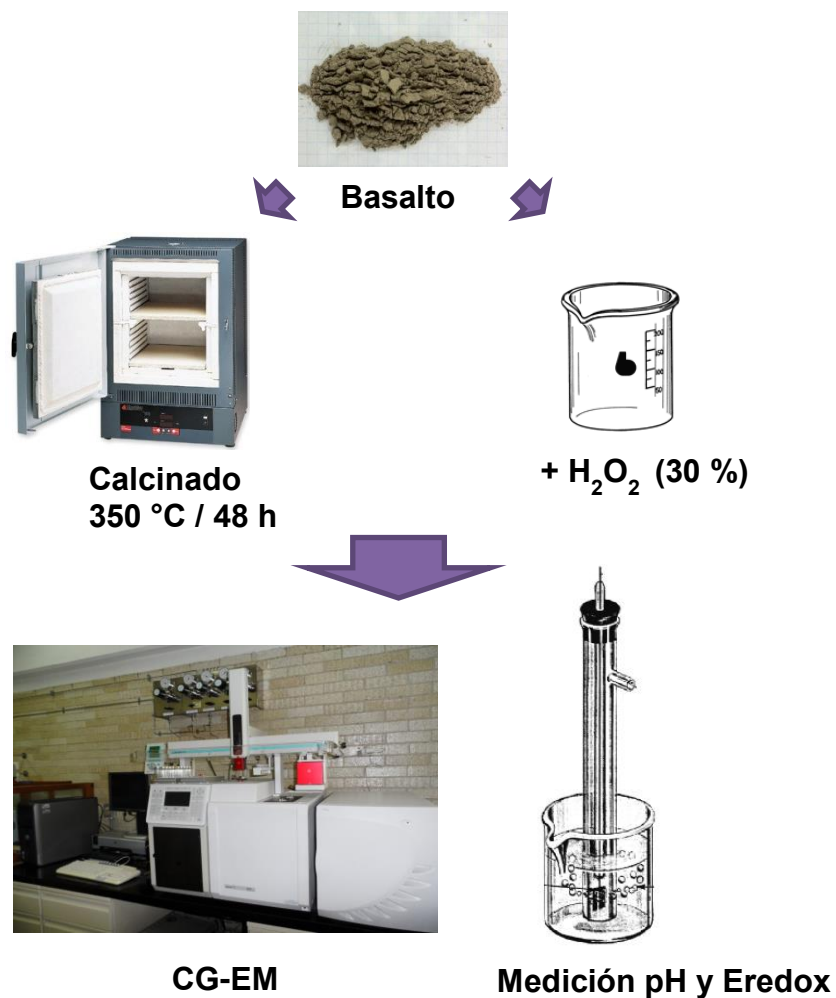 Basalto
Calcinado
350 °C / 48 h
+ H₂O₂ (30 %)
CG-EM
Medición pH y Eredox